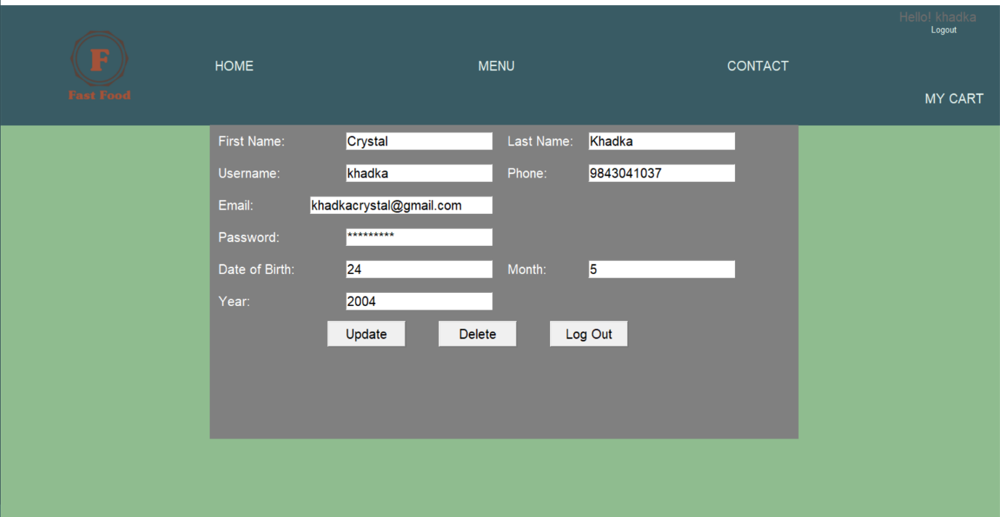 Hello! khadka
Logout
F
Fast Food
HOME MENU CONTACT
MY CART
First Name: Crystal Last Name: Khadka
Username: khadka Phone: 9843041037
Email: khadkacrystal@gmail.com
Password: *********
Date of Birth: 24 Month: 5
Year: 2004
Update Delete Log Out